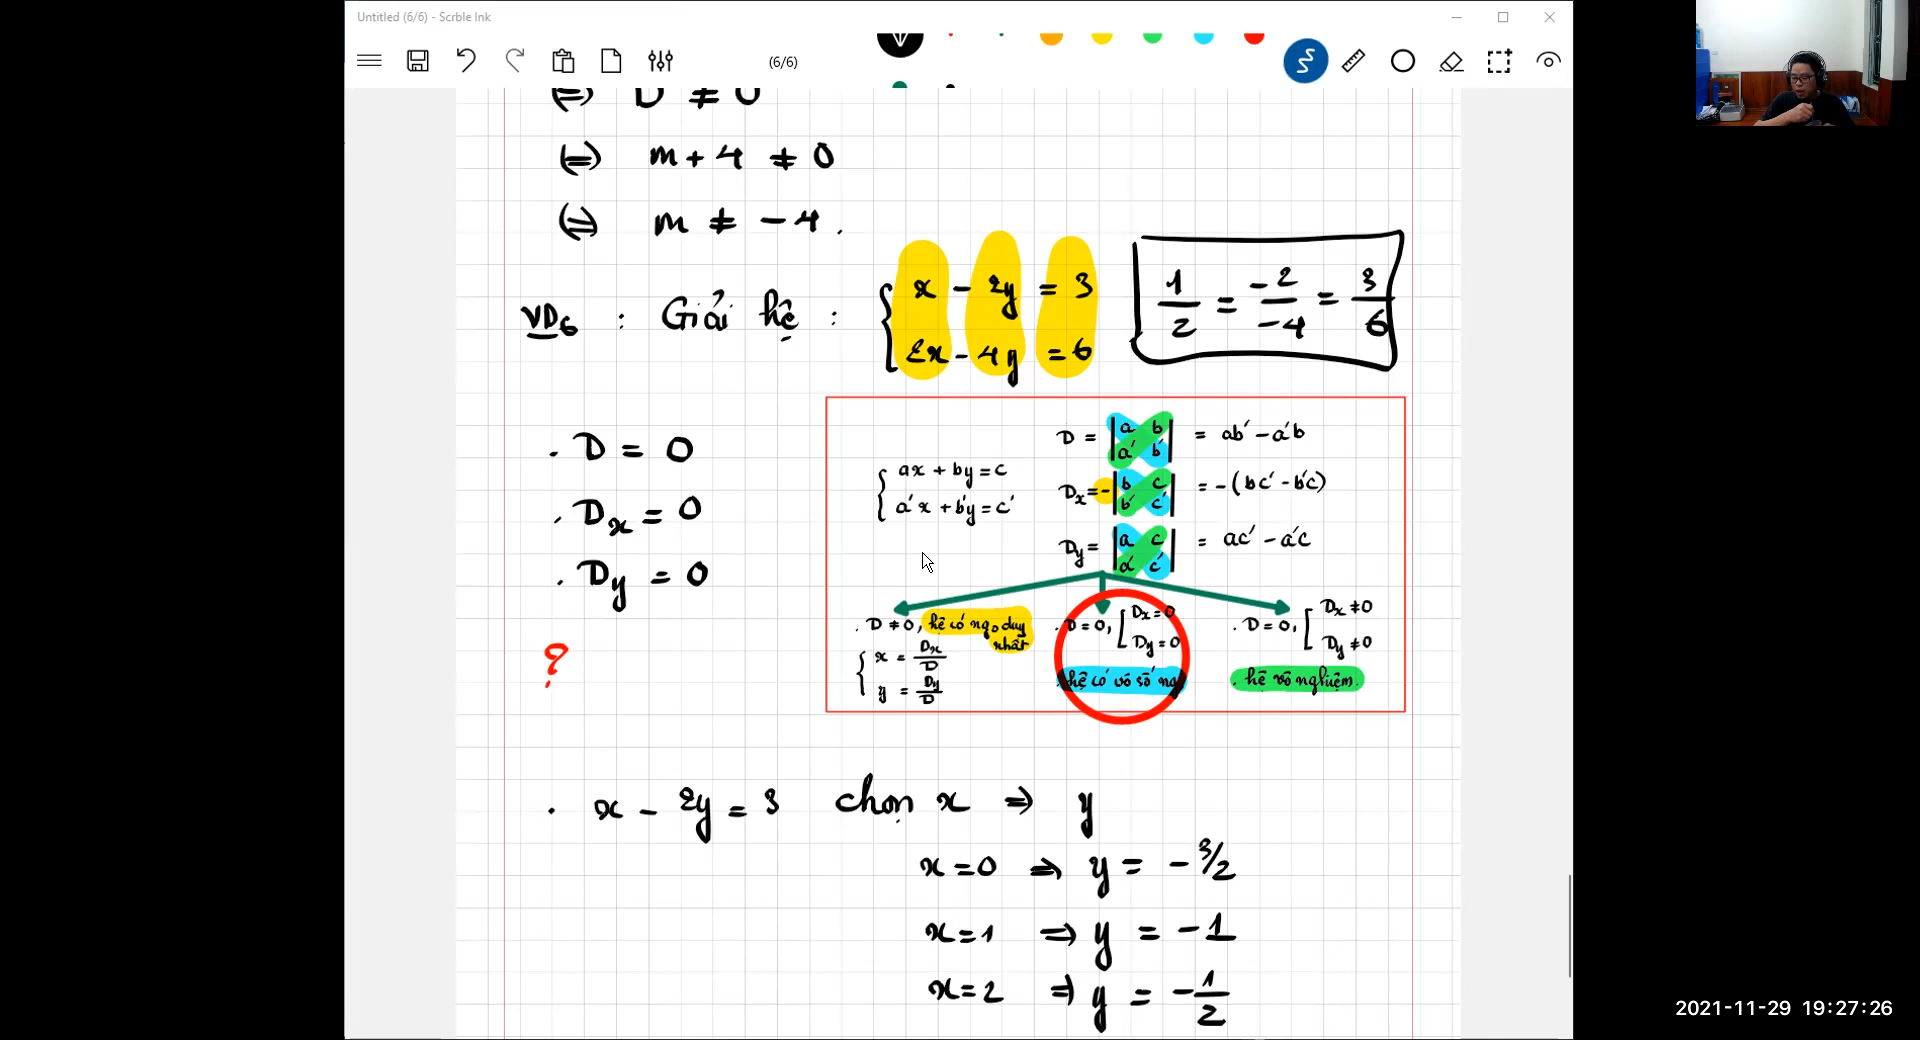 Untitled (6/6) - Scrble Ink
(6/6)
⇔ D ≠ 0
⇔ m + 4 ≠ 0
⇔ m ≠ -4.
VD6 : Giải hệ :
x - 2y = 3
2x - 4y = 6
1/2 = -2/-4 = 3/6
. D = 0
. Dx = 0
. Dy = 0
?
ax + by = c
a'x + b'y = c'
D = |a b; a' b'| = ab' - a'b
Dx = -|b c; b' c'| = -(bc' - b'c)
Dy = |a c; a' c'| = ac' - a'c
. D ≠ 0, hệ có ng₀ duy nhất
x = Dx/D
y = Dy/D
. D = 0, [Dx = 0
Dy = 0
. hệ có vô số ng₀
. D = 0, [Dx ≠ 0
Dy ≠ 0
. hệ vô nghiệm.
. x - 2y = 3 chọn x ⇒ y
x = 0 ⇒ y = -3/2
x = 1 ⇒ y = -1
x = 2 ⇒ y = -1/2
2021-11-29 19:27:26